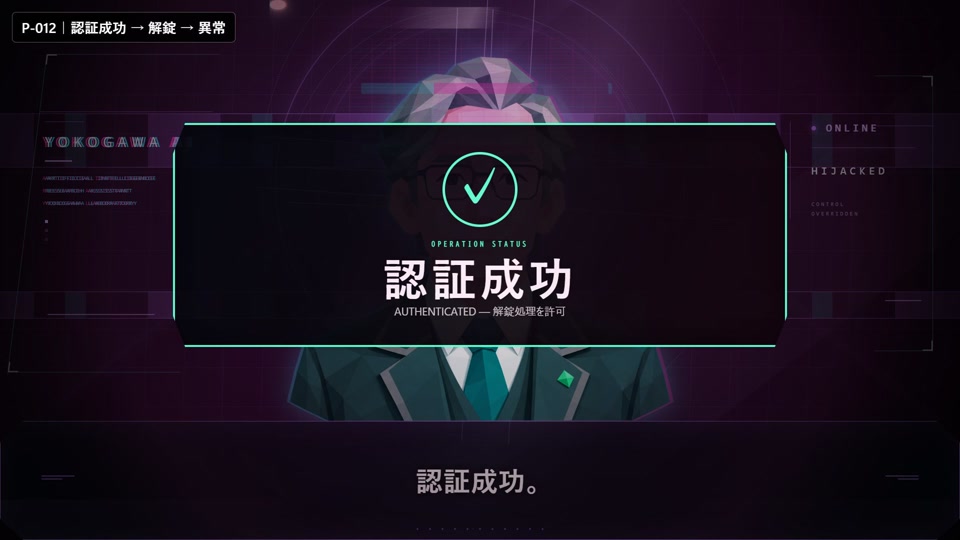 P-012｜認証成功 → 解錠 → 異常
YOKOGAWA
ONLINE
HIJACKED
CONTROL
OVERRIDDEN
OPERATION STATUS
認証成功
AUTHENTICATED — 解錠処理を許可
認証成功。